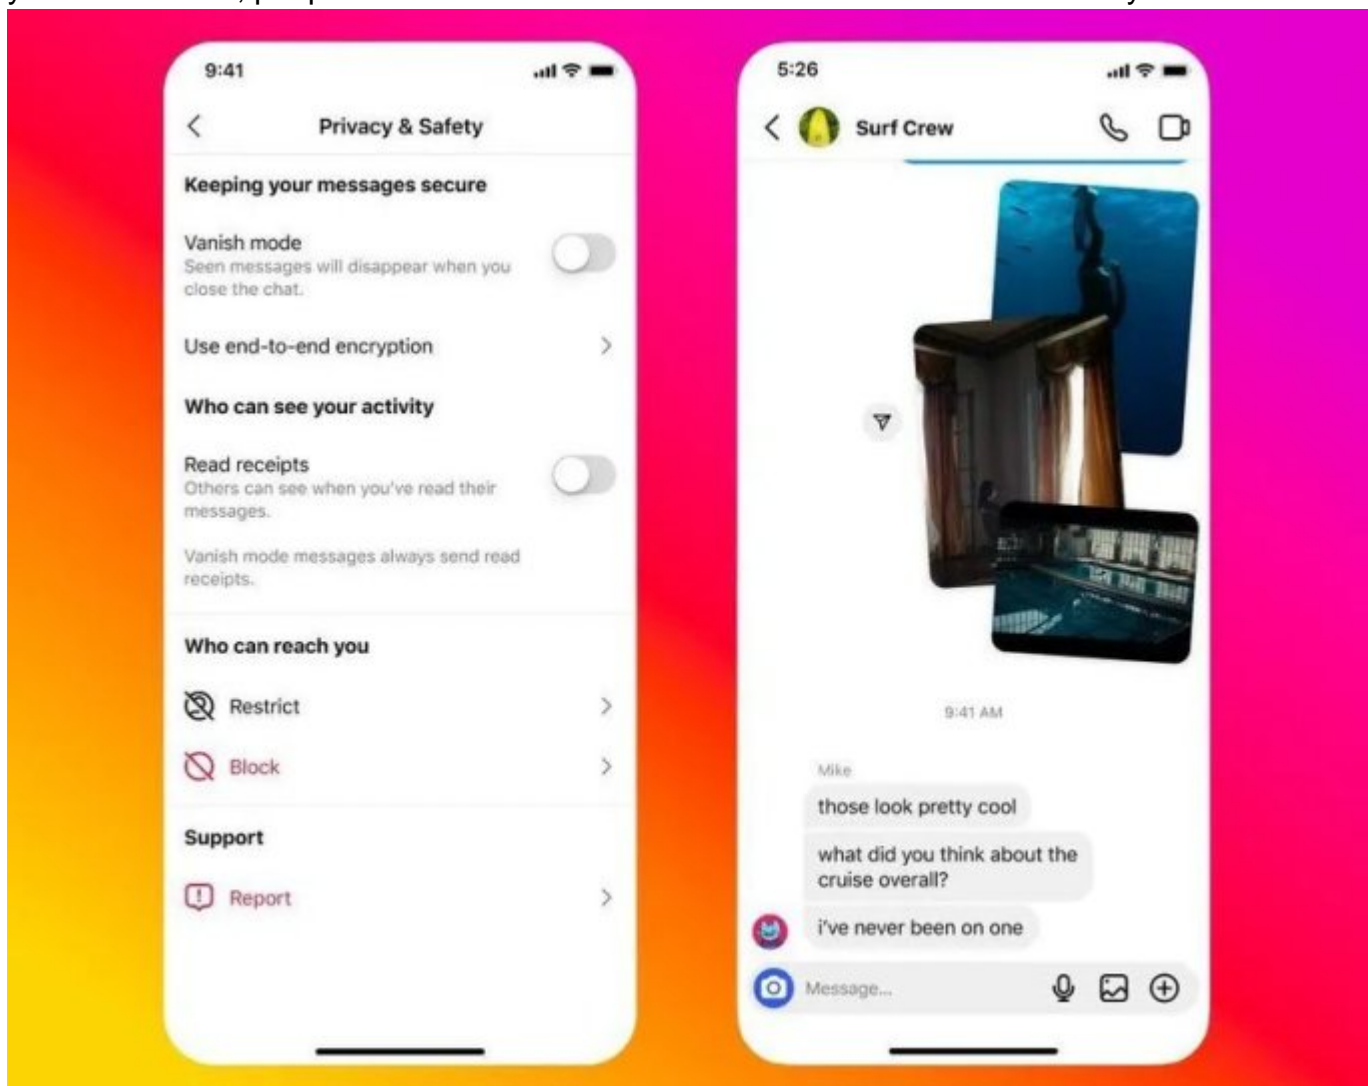 9:41
Privacy & Safety
Keeping your messages secure
Vanish mode
Seen messages will disappear when you
close the chat.
Use end-to-end encryption
Who can see your activity
Read receipts
Others can see when you've read their
messages.
Vanish mode messages always send read
receipts.
Who can reach you
Restrict
Block
Support
Report
5:26
Surf Crew
9:41 AM
Mike
those look pretty cool
what did you think about the
cruise overall?
i've never been on one
Message...